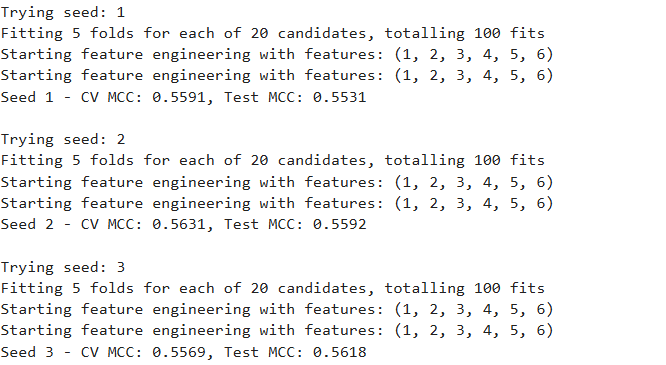 Trying seed: 1
Fitting 5 folds for each of 20 candidates, totalling 100 fits
Starting feature engineering with features: (1, 2, 3, 4, 5, 6)
Starting feature engineering with features: (1, 2, 3, 4, 5, 6)
Seed 1 - CV MCC: 0.5591, Test MCC: 0.5531
Trying seed: 2
Fitting 5 folds for each of 20 candidates, totalling 100 fits
Starting feature engineering with features: (1, 2, 3, 4, 5, 6)
Starting feature engineering with features: (1, 2, 3, 4, 5, 6)
Seed 2 - CV MCC: 0.5631, Test MCC: 0.5592
Trying seed: 3
Fitting 5 folds for each of 20 candidates, totalling 100 fits
Starting feature engineering with features: (1, 2, 3, 4, 5, 6)
Starting feature engineering with features: (1, 2, 3, 4, 5, 6)
Seed 3 - CV MCC: 0.5569, Test MCC: 0.5618